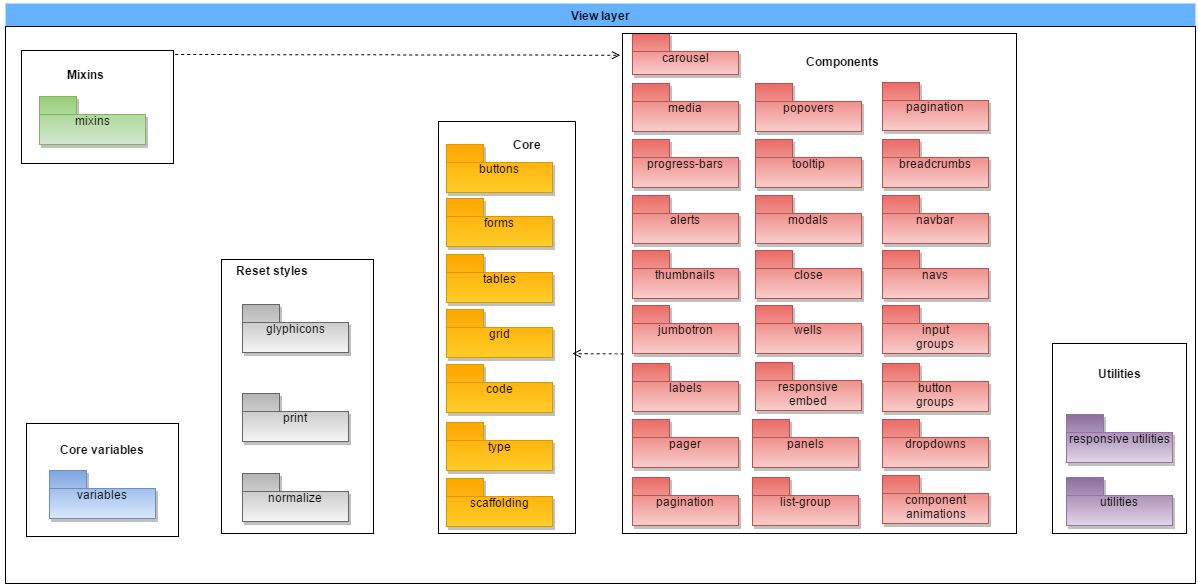 View layer
Mixins
mixins
Core variables
variables
Reset styles
glyphicons
print
normalize
Core
buttons
forms
tables
grid
code
type
scaffolding
Components
carousel
media
popovers
pagination
progress-bars
tooltip
breadcrumbs
alerts
modals
navbar
thumbnails
close
navs
jumbotron
wells
input
groups
labels
responsive
embed
button
groups
pager
panels
dropdowns
pagination
list-group
component
animations
Utilities
responsive utilities
utilities